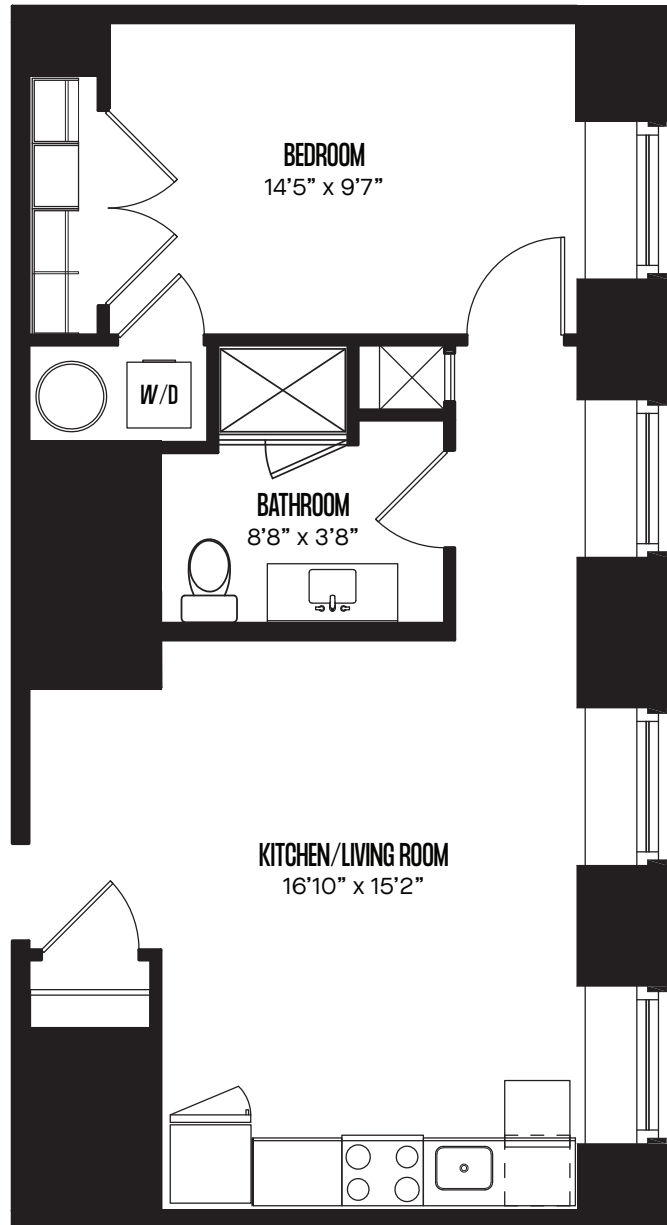 BEDROOM
14’5” x 9’7”
W/D
BATHROOM
8’8” x 3’8”
KITCHEN/LIVING ROOM
16’10” x 15’2”